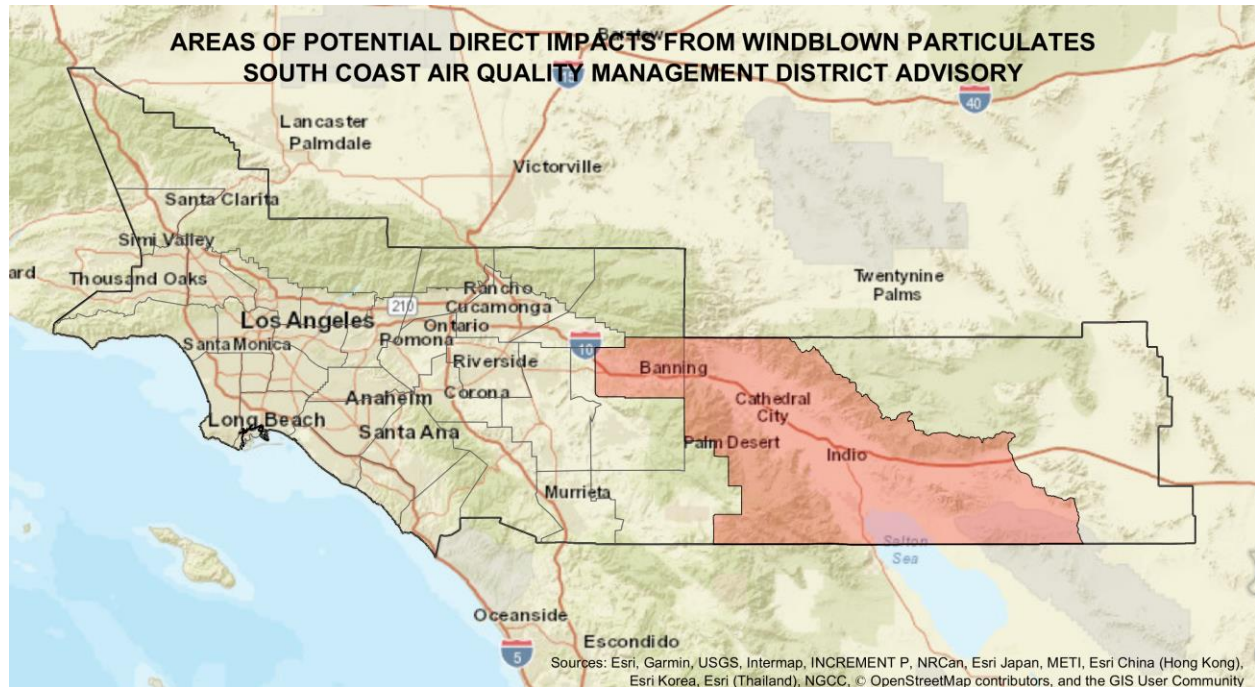 AREAS OF POTENTIAL DIRECT IMPACTS FROM WINDBLOWN PARTICULATES
SOUTH COAST AIR QUALITY MANAGEMENT DISTRICT ADVISORY
Barstow
15
40
Lancaster
Palmdale
Victorville
Santa Clarita
Simi Valley
ard
Thousand Oaks
Twentynine
Palms
Rancho
Cucamonga
210
Los Angeles
Ontario
Santa Monica
Pomona
10
Riverside
Banning
Anaheim
Corona
Cathedral
City
Long Beach
Santa Ana
Palm Desert
Indio
Murrieta
Salton
Sea
Oceanside
Escondido
5
Sources: Esri, Garmin, USGS, Intermap, INCREMENT P, NRCan, Esri Japan, METI, Esri China (Hong Kong),
Esri Korea, Esri (Thailand), NGCC, © OpenStreetMap contributors, and the GIS User Community